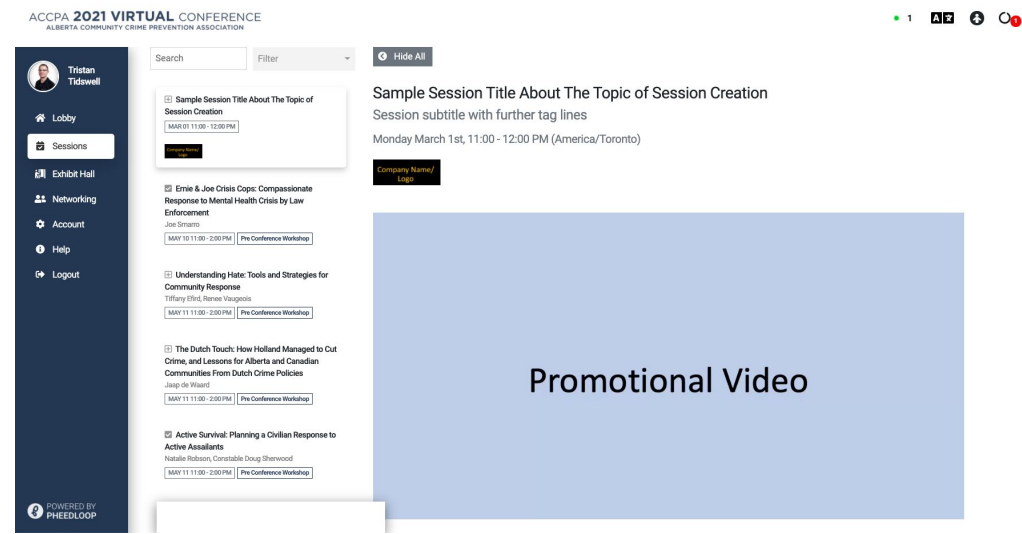 ACCPA 2021 VIRTUAL CONFERENCE
ALBERTA COMMUNITY CRIME PREVENTION ASSOCIATION
1
A
1
Tristan
Tidswell
Lobby
Sessions
Exhibit Hall
Networking
Account
Help
Logout
POWERED BY
PHEEDLOOP
Search
Filter
Sample Session Title About The Topic of
Session Creation
MAR 01 11:00 - 12:00 PM
Company Name/
Logo
Ernie & Joe Crisis Cops: Compassionate
Response to Mental Health Crisis by Law
Enforcement
Joe Smarro
MAY 10 11:00 - 2:00 PM Pre Conference Workshop
Understanding Hate: Tools and Strategies for
Community Response
Tiffany Efird, Renee Vaugeois
MAY 11 11:00 - 2:00 PM Pre Conference Workshop
The Dutch Touch: How Holland Managed to Cut
Crime, and Lessons for Alberta and Canadian
Communities From Dutch Crime Policies
Jaap de Waard
MAY 11 11:00 - 2:00 PM Pre Conference Workshop
Active Survival: Planning a Civilian Response to
Active Assailants
Natalie Robson, Constable Doug Sherwood
MAY 11 11:00 - 2:00 PM Pre Conference Workshop
Hide All
Sample Session Title About The Topic of Session Creation
Session subtitle with further tag lines
Monday March 1st, 11:00 - 12:00 PM (America/Toronto)
Company Name/
Logo
Promotional Video